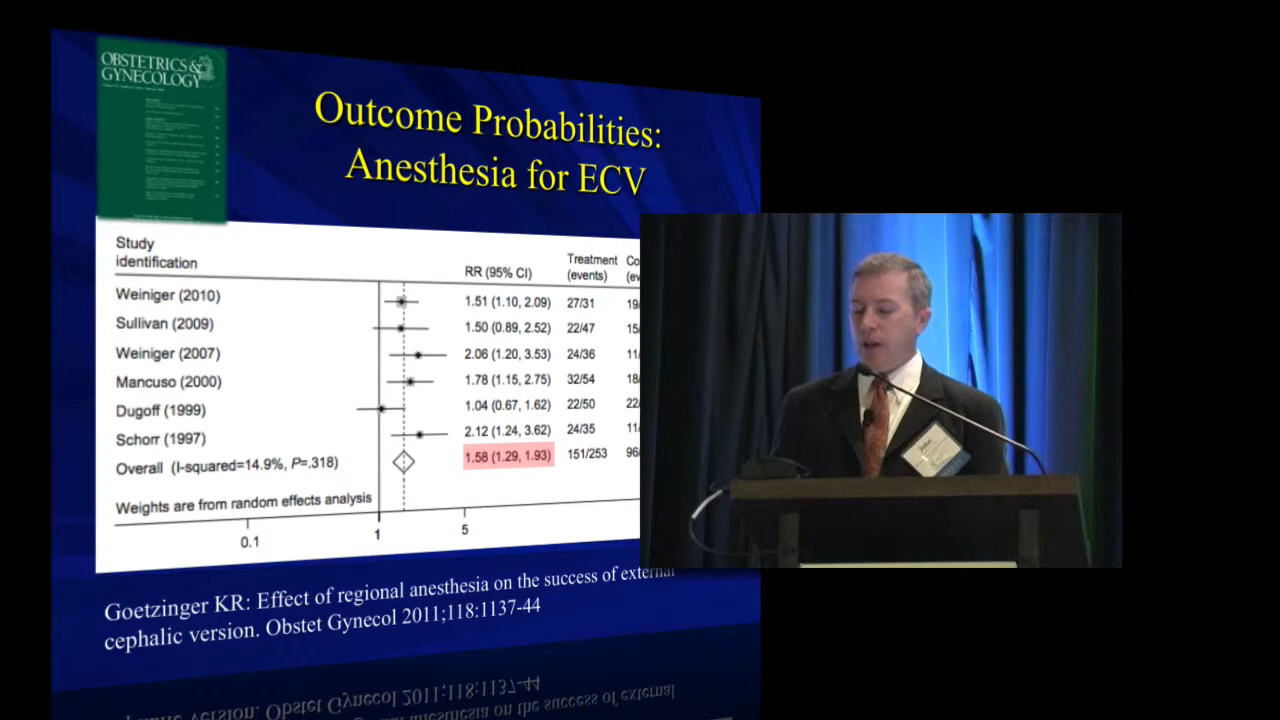 OBSTETRICS &
GYNECOLOGY
Outcome Probabilities:
Anesthesia for ECV
Study
identification
RR (95% CI)
Treatment
(events)
Weiniger (2010) 1.51 (1.10, 2.09) 27/31
Sullivan (2009) 1.50 (0.89, 2.52) 22/47
Weiniger (2007) 2.06 (1.20, 3.53) 24/36
Mancuso (2000) 1.78 (1.15, 2.75) 32/54
Dugoff (1999) 1.04 (0.67, 1.62) 22/50
Schorr (1997) 2.12 (1.24, 3.62) 24/35
Overall (I-squared=14.9%, P=.318) 1.58 (1.29, 1.93) 151/253
Weights are from random effects analysis
0.1 1 5
Goetzinger KR: Effect of regional anesthesia on the success of external
cephalic version. Obstet Gynecol 2011;118:1137-44